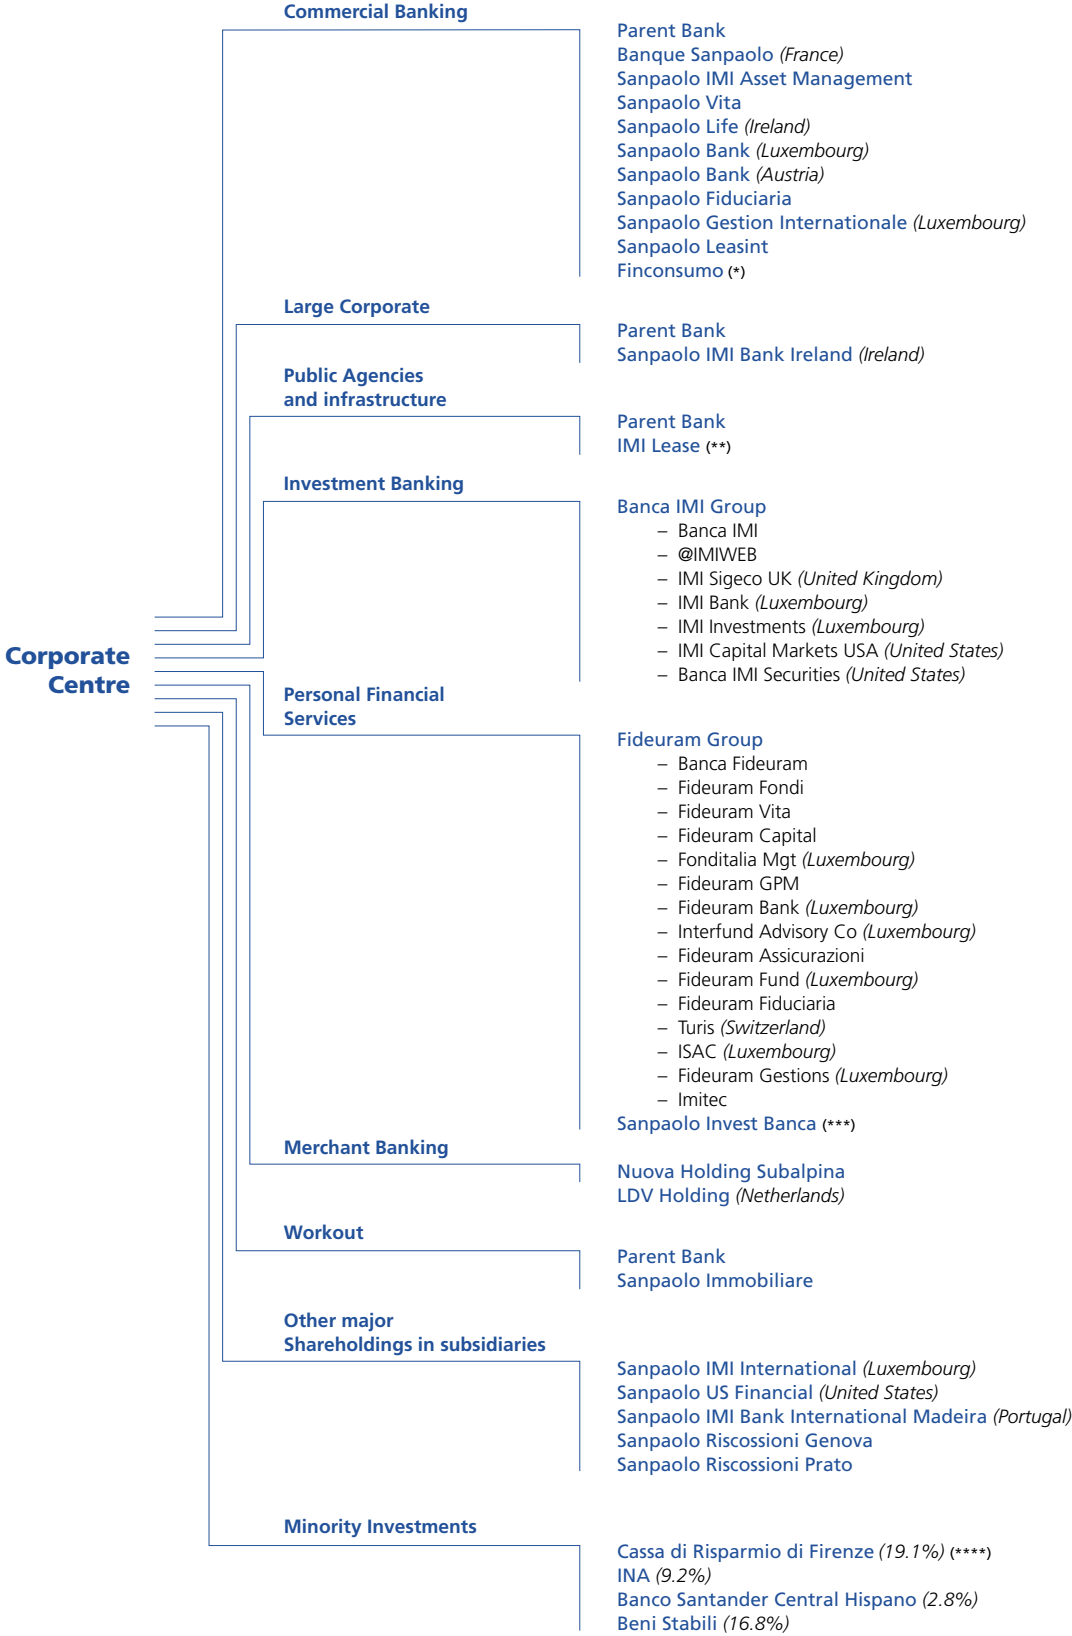 Commercial Banking
Parent Bank
Banque Sanpaolo (France)
Sanpaolo IMI Asset Management
Sanpaolo Vita
Sanpaolo Life (Ireland)
Sanpaolo Bank (Luxembourg)
Sanpaolo Bank (Austria)
Sanpaolo Fiduciaria
Sanpaolo Gestion Internationale (Luxembourg)
Sanpaolo Leasint
Finconsumo (*)
Large Corporate
Parent Bank
Sanpaolo IMI Bank Ireland (Ireland)
Public Agencies
and infrastructure
Parent Bank
IMI Lease (**)
Investment Banking
Banca IMI Group
– Banca IMI
– @IMIWEB
– IMI Sigeco UK (United Kingdom)
– IMI Bank (Luxembourg)
– IMI Investments (Luxembourg)
– IMI Capital Markets USA (United States)
– Banca IMI Securities (United States)
Corporate
Centre
Personal Financial
Services
Fideuram Group
– Banca Fideuram
– Fideuram Fondi
– Fideuram Vita
– Fideuram Capital
– Fonditalia Mgt (Luxembourg)
– Fideuram GPM
– Fideuram Bank (Luxembourg)
– Interfund Advisory Co (Luxembourg)
– Fideuram Assicurazioni
– Fideuram Fund (Luxembourg)
– Fideuram Fiduciaria
– Turis (Switzerland)
– ISAC (Luxembourg)
– Fideuram Gestions (Luxembourg)
– Imitec
Sanpaolo Invest Banca (***)
Merchant Banking
Nuova Holding Subalpina
LDV Holding (Netherlands)
Workout
Parent Bank
Sanpaolo Immobiliare
Other major
Shareholdings in subsidiaries
Sanpaolo IMI International (Luxembourg)
Sanpaolo US Financial (United States)
Sanpaolo IMI Bank International Madeira (Portugal)
Sanpaolo Riscossioni Genova
Sanpaolo Riscossioni Prato
Minority Investments
Cassa di Risparmio di Firenze (19.1%) (****)
INA (9.2%)
Banco Santander Central Hispano (2.8%)
Beni Stabili (16.8%)